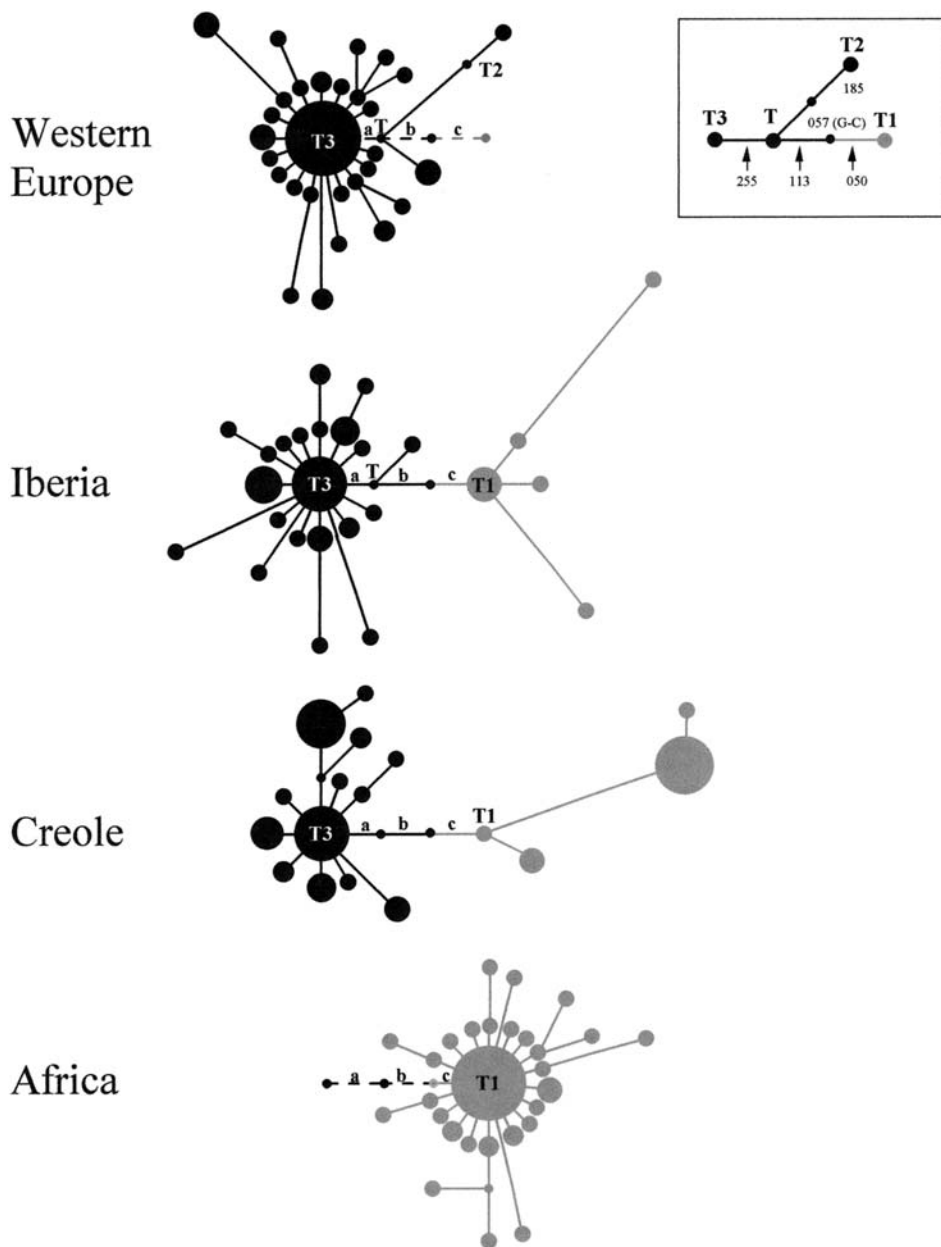 Western
Europe
T3
a
T
b
c
T2
T2
185
T3
T
057 (G-C)
T1
255
113
050
Iberia
T3
a
T
b
c
T1
Creole
T3
a
b
c
T1
Africa
a
b
c
T1